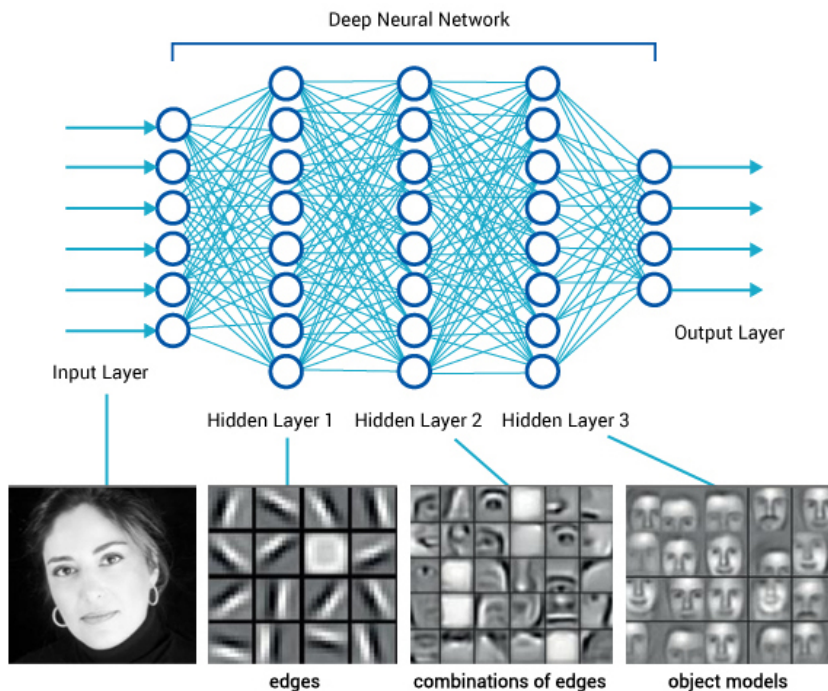 Deep Neural Network
Input Layer
Output Layer
Hidden Layer 1
Hidden Layer 2
Hidden Layer 3
edges
combinations of edges
object models